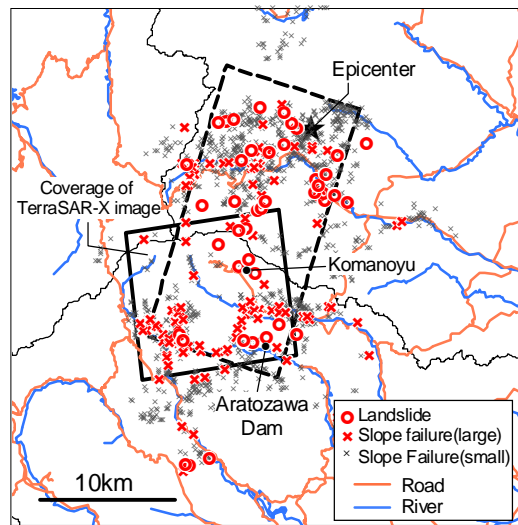 Epicenter
Coverage of
TerraSAR-X image
Komanoyu
Aratozawa
Dam
Landslide
Slope failure(large)
Slope Failure(small)
Road
River
10km